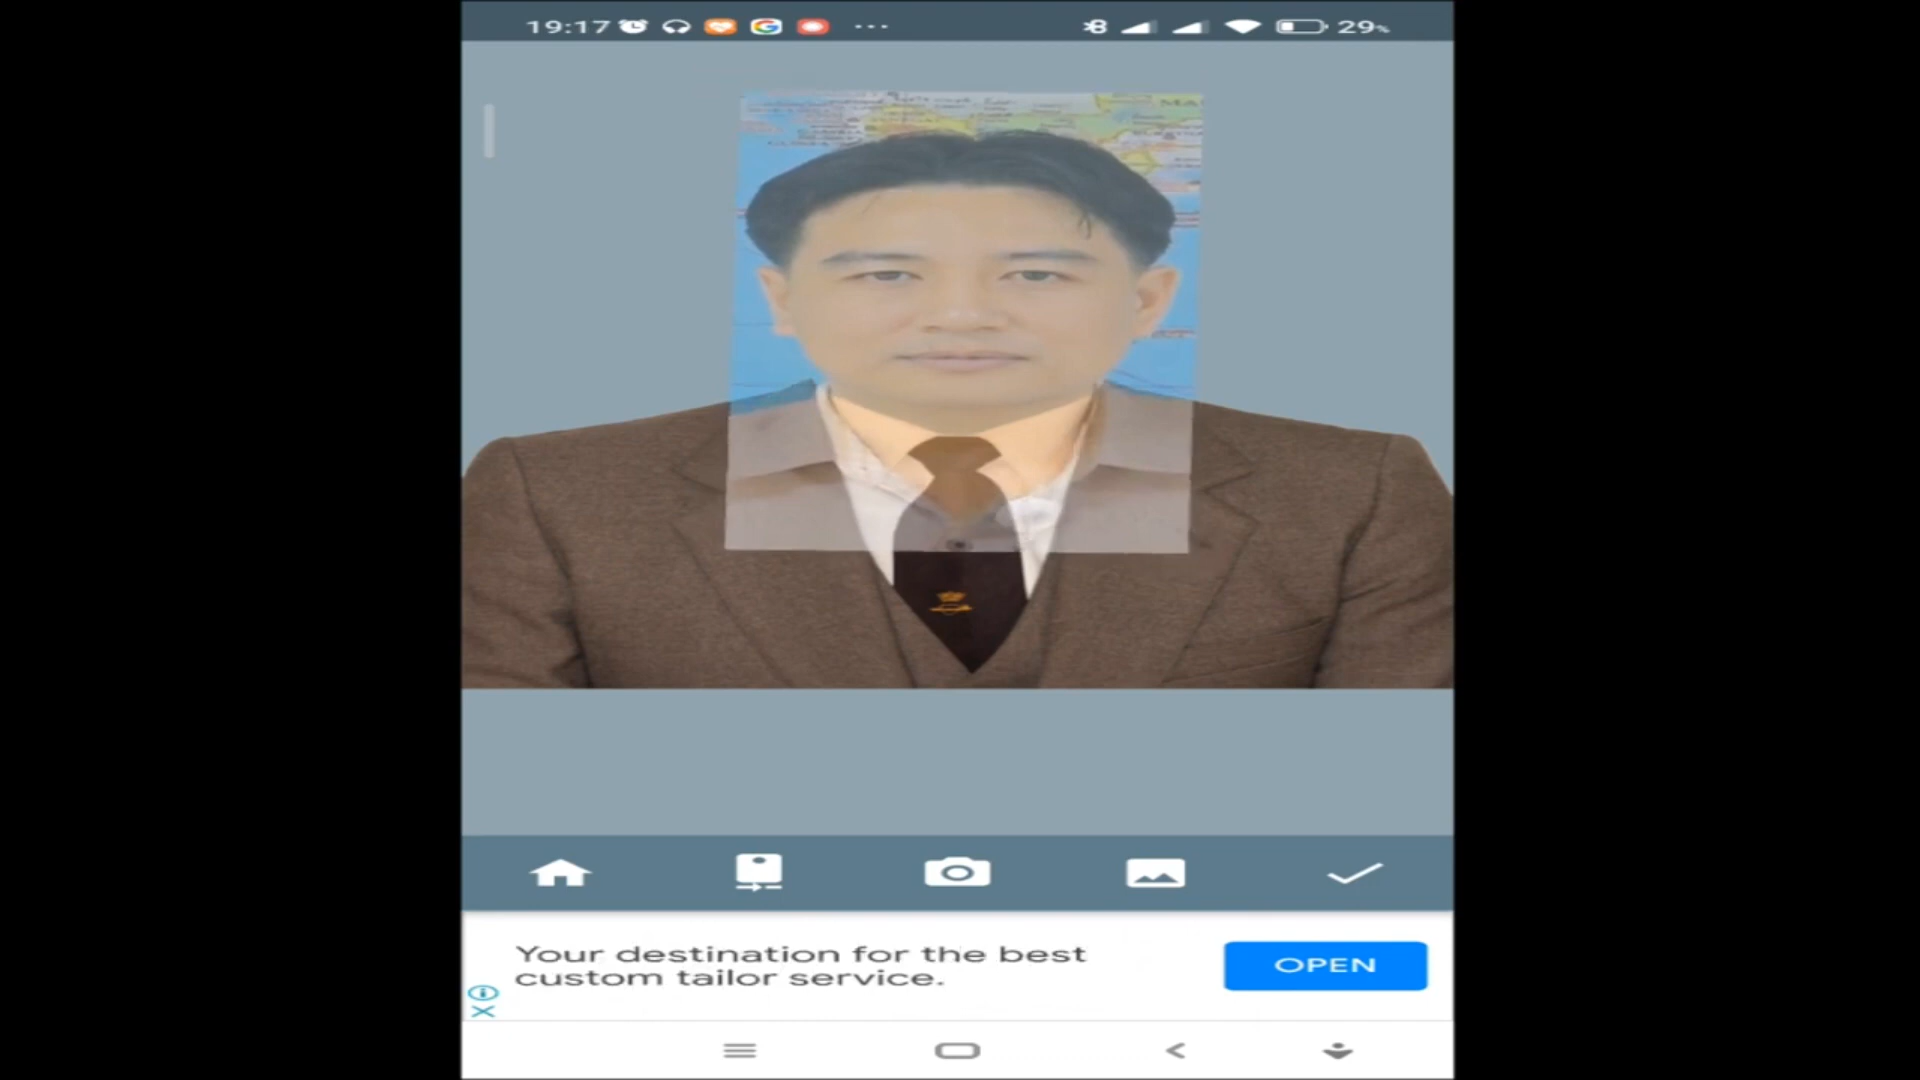 19:17
29%
Your destination for the best
custom tailor service.
OPEN